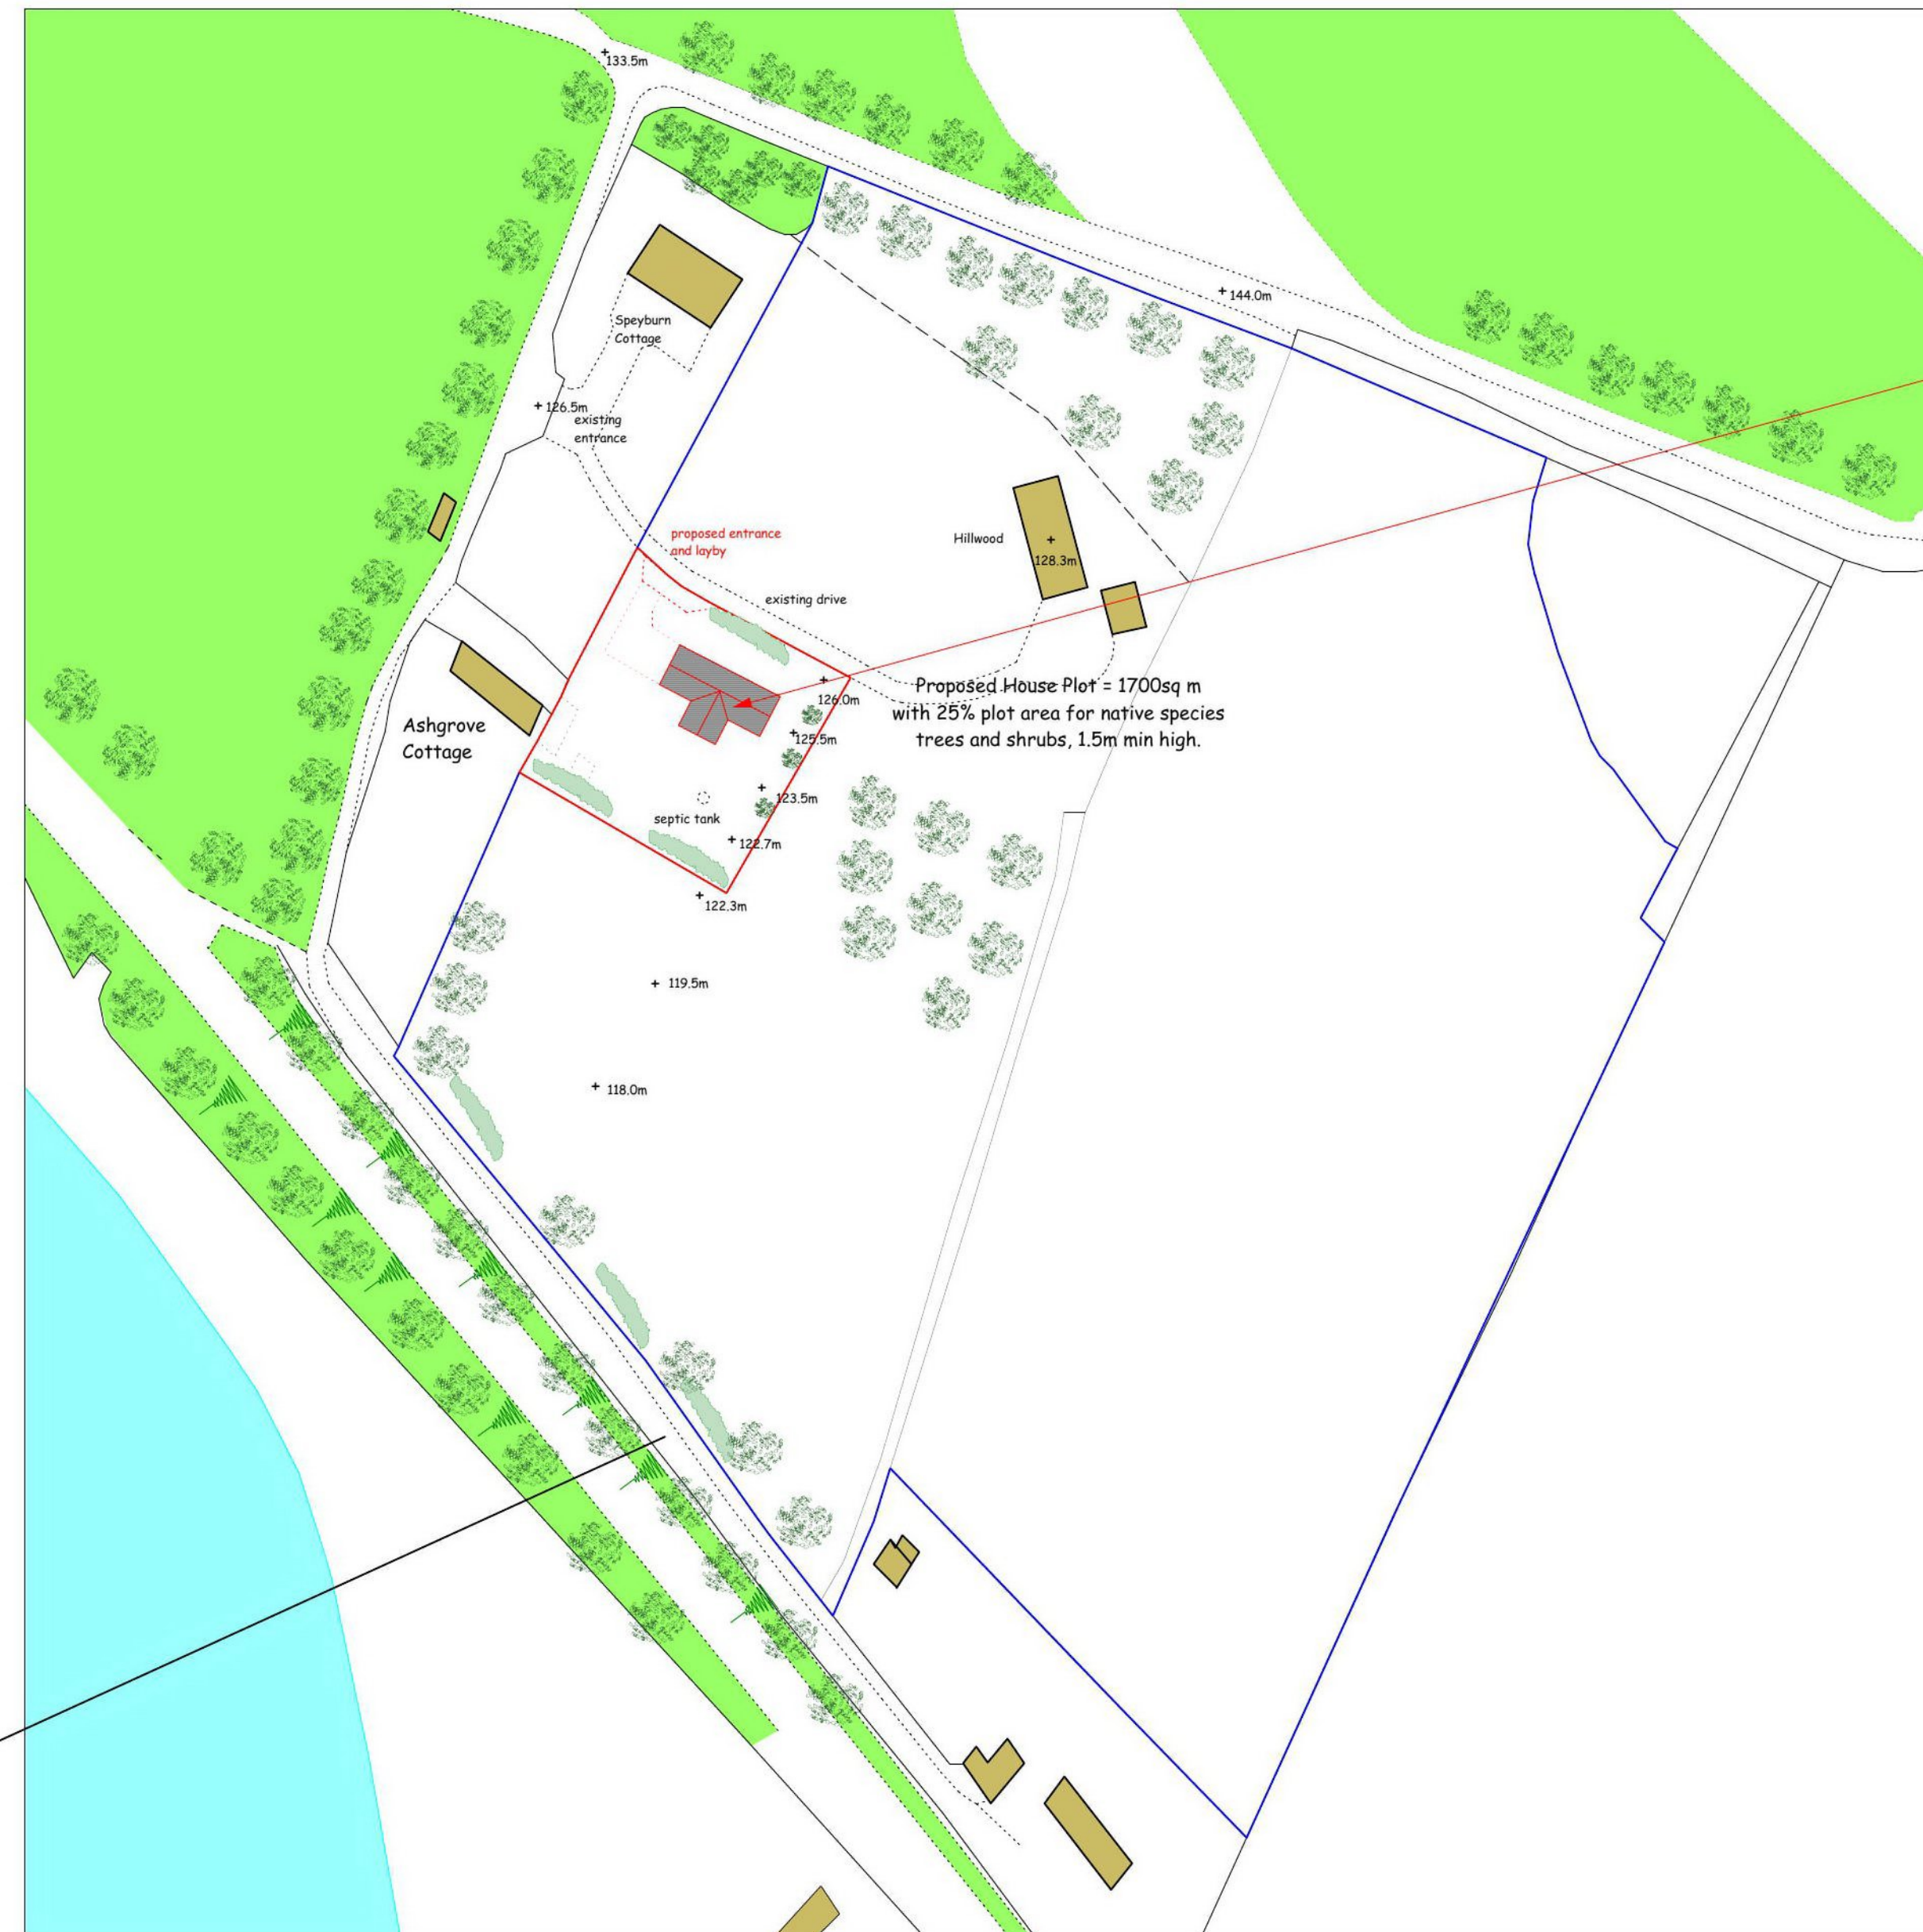 133.5m
144.0m
Speyburn
Cottage
126.5m
existing
entrance
proposed entrance
and layby
Hillwood
128.3m
existing drive
Proposed House Plot = 1700sq m
with 25% plot area for native species
trees and shrubs, 1.5m min high.
126.0m
Ashgrove
Cottage
125.5m
123.5m
septic tank
122.7m
122.3m
119.5m
118.0m